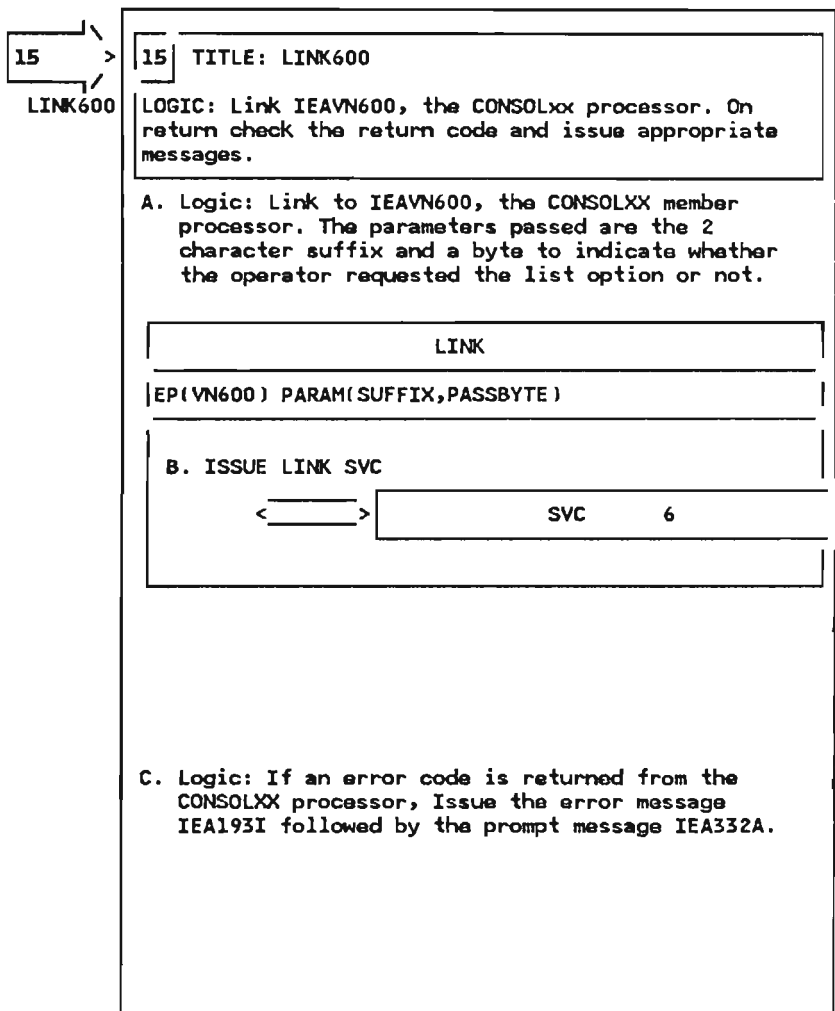 15
LINK600
15 TITLE: LINK600
LOGIC: Link IEAVN600, the CONSOLxx processor. On
return check the return code and issue appropriate
messages.
A. Logic: Link to IEAVN600, the CONSOLXX member
processor. The parameters passed are the 2
character suffix and a byte to indicate whether
the operator requested the list option or not.
LINK
EP(VN600) PARAM(SUFFIX,PASSBYTE)
B. ISSUE LINK SVC
SVC 6
C. Logic: If an error code is returned from the
CONSOLXX processor, Issue the error message
IEA193I followed by the prompt message IEA332A.